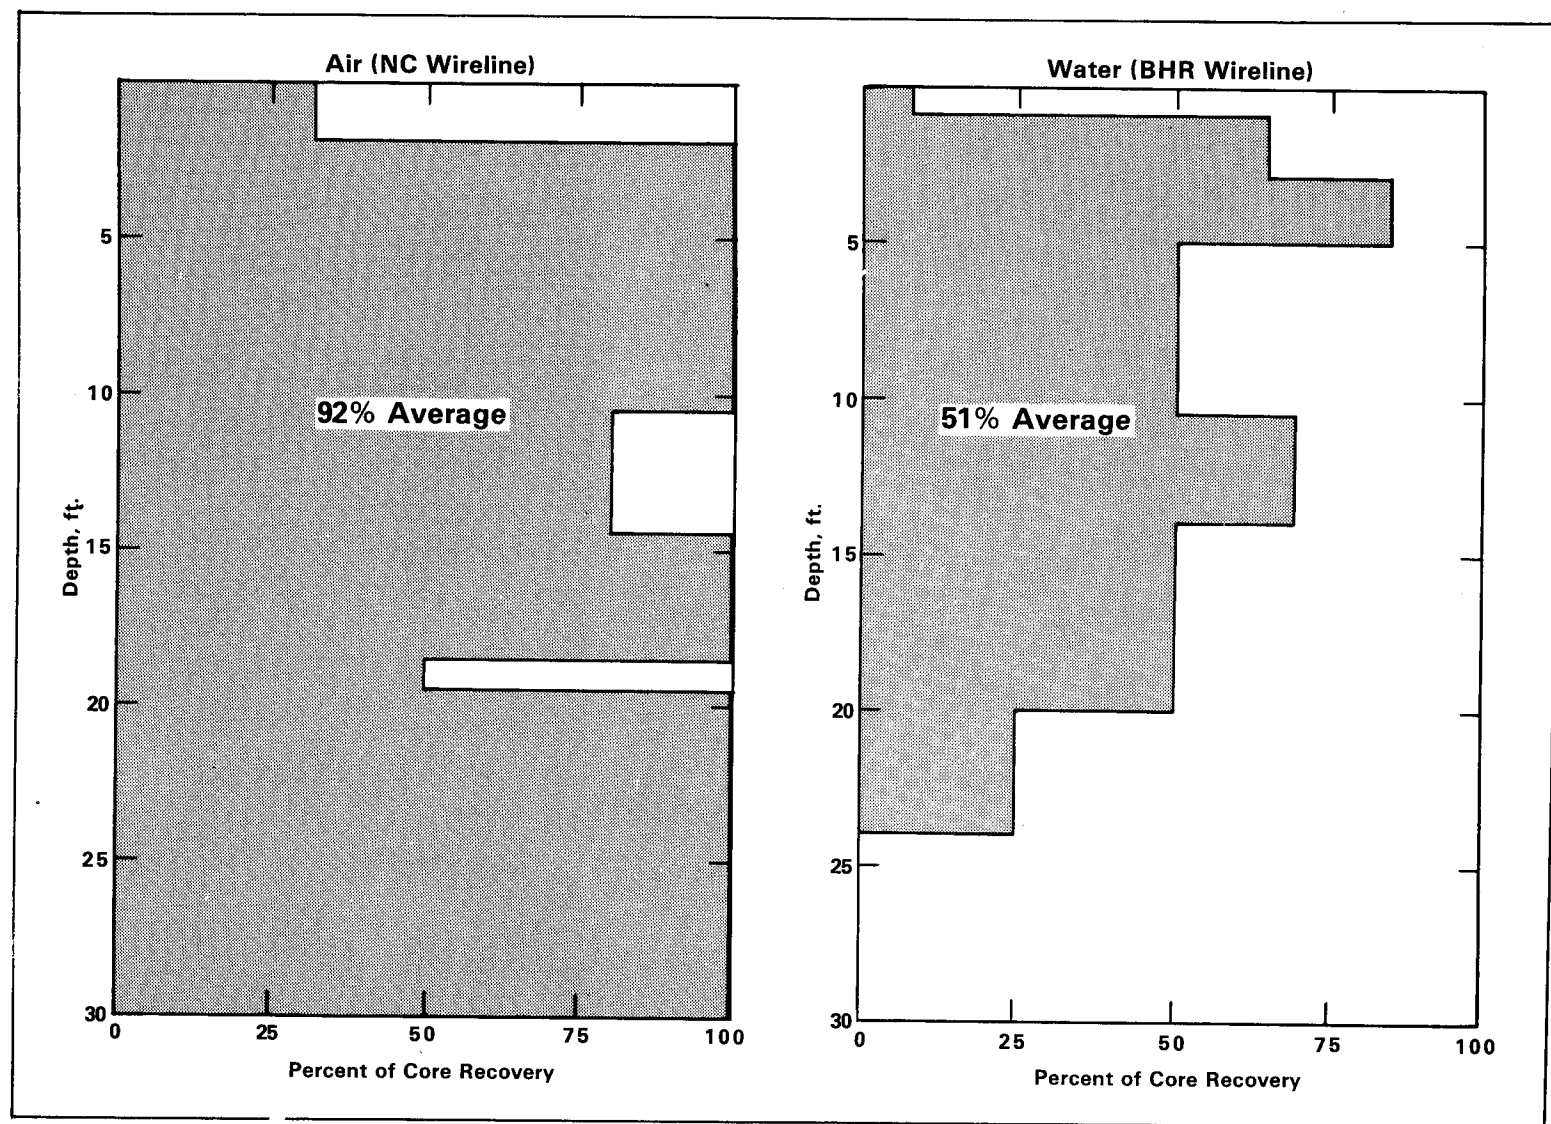 Air (NC Wireline)
5
10
92% Average
15
20
25
30
Depth, ft.
0 25 50 75 100
Percent of Core Recovery
Water (BHR Wireline)
5
10
51% Average
15
20
25
30
Depth, ft.
0 25 50 75 100
Percent of Core Recovery